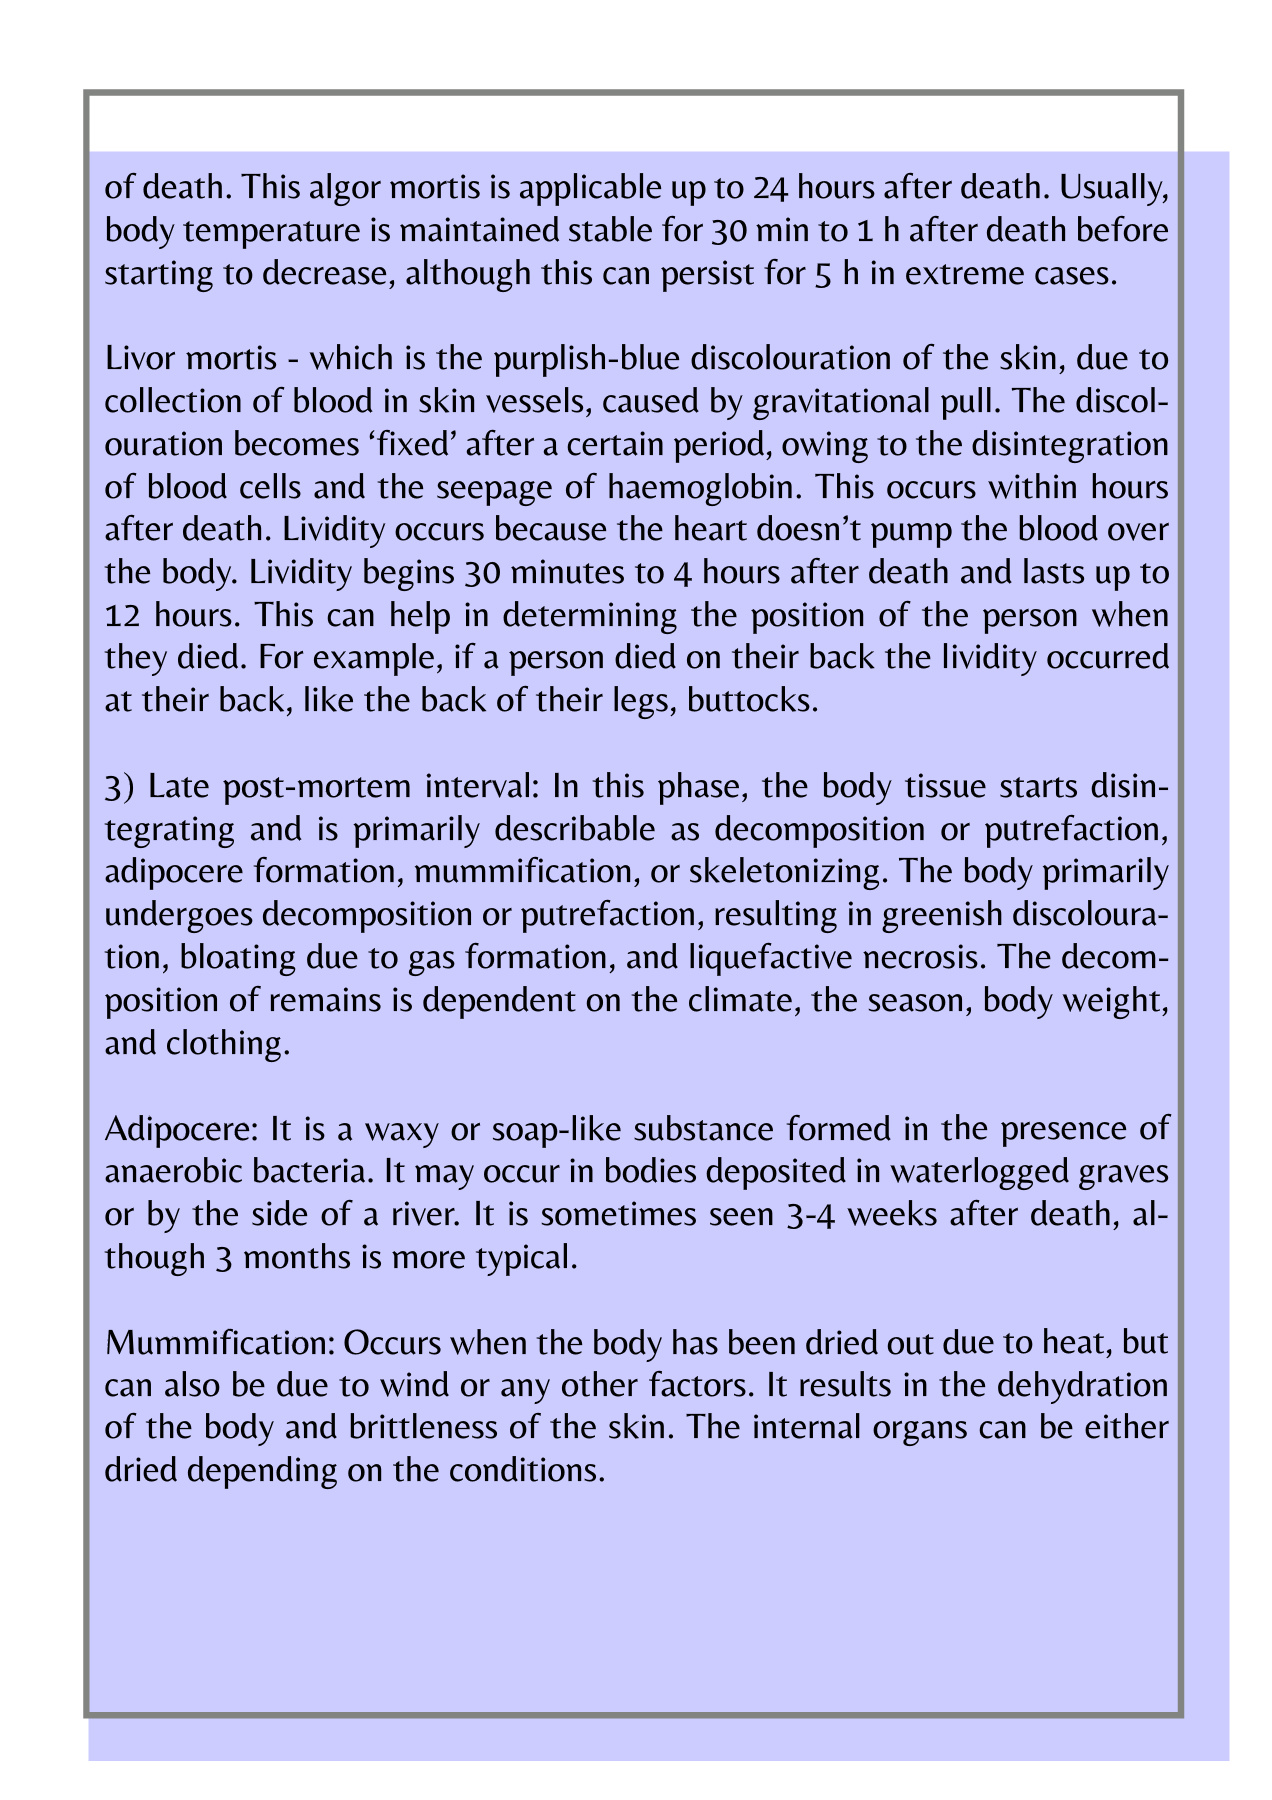 of death. This algor mortis is applicable up to 24 hours after death. Usually,
body temperature is maintained stable for 30 min to 1 h after death before
starting to decrease, although this can persist for 5 h in extreme cases.
Livor mortis - which is the purplish-blue discolouration of the skin, due to
collection of blood in skin vessels, caused by gravitational pull. The discol-
ouration becomes ‘fixed’ after a certain period, owing to the disintegration
of blood cells and the seepage of haemoglobin. This occurs within hours
after death. Lividity occurs because the heart doesn’t pump the blood over
the body. Lividity begins 30 minutes to 4 hours after death and lasts up to
12 hours. This can help in determining the position of the person when
they died. For example, if a person died on their back the lividity occurred
at their back, like the back of their legs, buttocks.
3) Late post-mortem interval: In this phase, the body tissue starts disin-
tegrating and is primarily describable as decomposition or putrefaction,
adipocere formation, mummification, or skeletonizing. The body primarily
undergoes decomposition or putrefaction, resulting in greenish discoloura-
tion, bloating due to gas formation, and liquefactive necrosis. The decom-
position of remains is dependent on the climate, the season, body weight,
and clothing.
Adipocere: It is a waxy or soap-like substance formed in the presence of
anaerobic bacteria. It may occur in bodies deposited in waterlogged graves
or by the side of a river. It is sometimes seen 3-4 weeks after death, al-
though 3 months is more typical.
Mummification: Occurs when the body has been dried out due to heat, but
can also be due to wind or any other factors. It results in the dehydration
of the body and brittleness of the skin. The internal organs can be either
dried depending on the conditions.